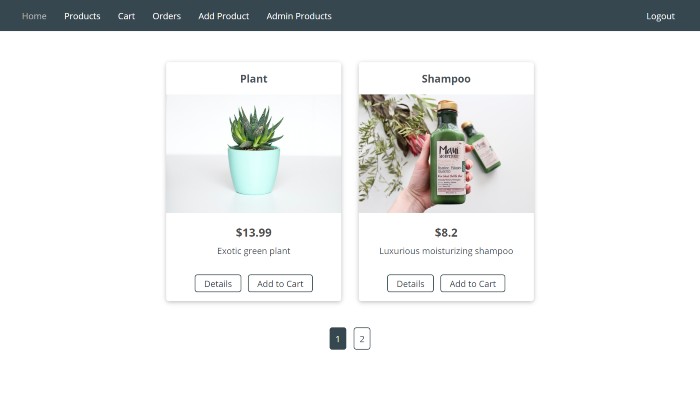 Home Products Cart Orders Add Product Admin Products Logout
Plant
Shampoo
Maui
$13.99
$8.2
Exotic green plant
Luxurious moisturizing shampoo
Details Add to Cart
Details Add to Cart
1 2